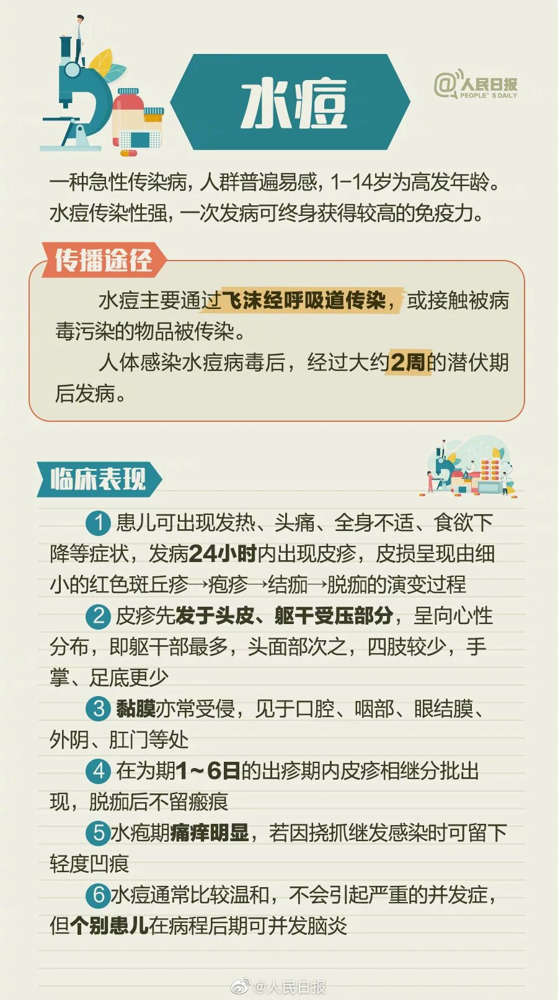 水痘
@人民日报
PEOPLE'S DAILY
一种急性传染病，人群普遍易感，1-14岁为高发年龄。
水痘传染性强，一次发病可终身获得较高的免疫力。
传播途径
水痘主要通过飞沫经呼吸道传染，或接触被病
毒污染的物品被传染。
人体感染水痘病毒后，经过大约2周的潜伏期
后发病。
临床表现
1 患儿可出现发热、头痛、全身不适、食欲下
降等症状，发病24小时内出现皮疹，皮损呈现由细
小的红色斑丘疹→疱疹→结痂→脱痂的演变过程
2 皮疹先发于头皮、躯干受压部分，呈向心性
分布，即躯干部最多，头面部次之，四肢较少，手
掌、足底更少
3 黏膜亦常受侵，见于口腔、咽部、眼结膜、
外阴、肛门等处
4 在为期1~6日的出疹期内皮疹相继分批出
现，脱痂后不留瘢痕
5 水疱期痛痒明显，若因挠抓继发感染时可留下
轻度凹痕
6 水痘通常比较温和，不会引起严重的并发症，
但个别患儿在病程后期可并发脑炎
@人民日报